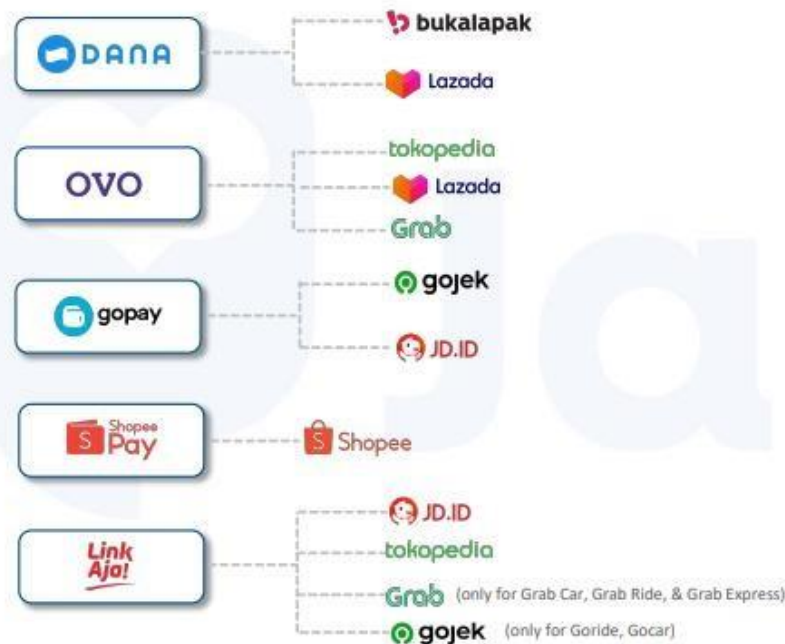 DANA
bukalapak
Lazada
OVO
tokopedia
Lazada
Grab
gopay
gojek
JD.ID
Shopee
Pay
Shopee
Link
Aja!
JD.ID
tokopedia
Grab (only for Grab Car, Grab Ride, & Grab Express)
gojek (only for Goride, Gocar)
ja